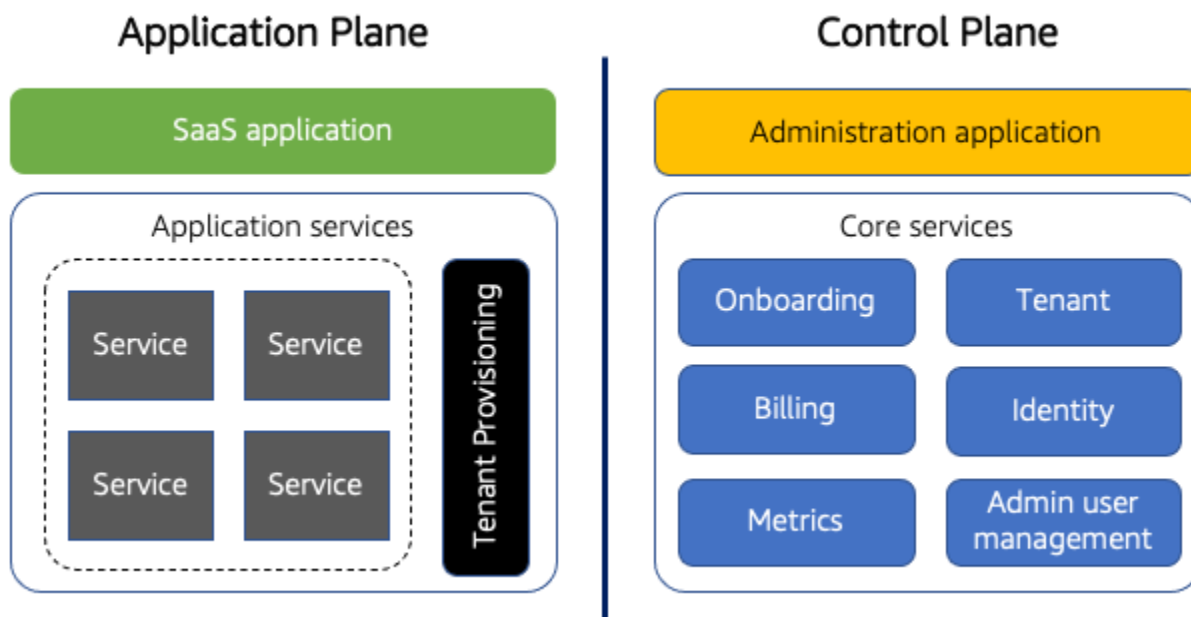 Application Plane
SaaS application
Application services
Service
Service
Service
Service
Tenant Provisioning
Control Plane
Administration application
Core services
Onboarding
Tenant
Billing
Identity
Metrics
Admin user
management